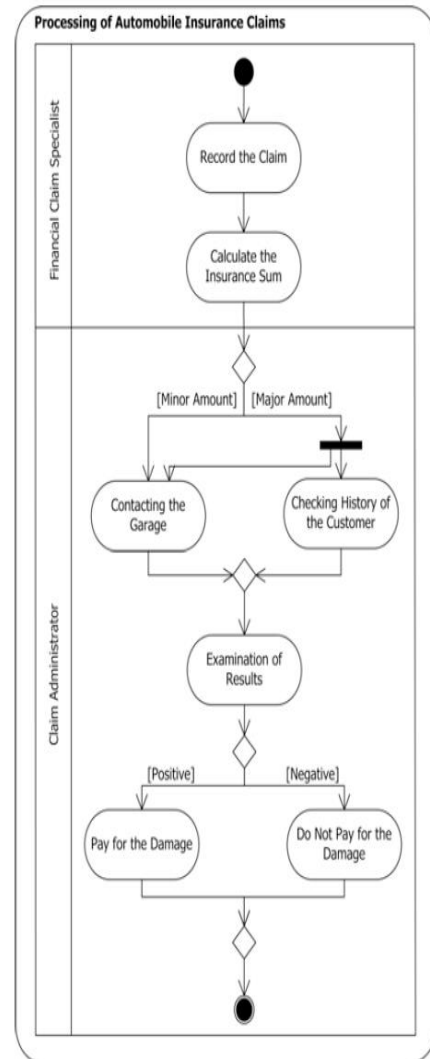 Processing of Automobile Insurance Claims
Financial Claim Specialist
Record the Claim
Calculate the
Insurance Sum
Claim Administrator
[Minor Amount]
[Major Amount]
Contacting the
Garage
Checking History of
the Customer
Examination of
Results
[Positive]
[Negative]
Pay for the Damage
Do Not Pay for the
Damage